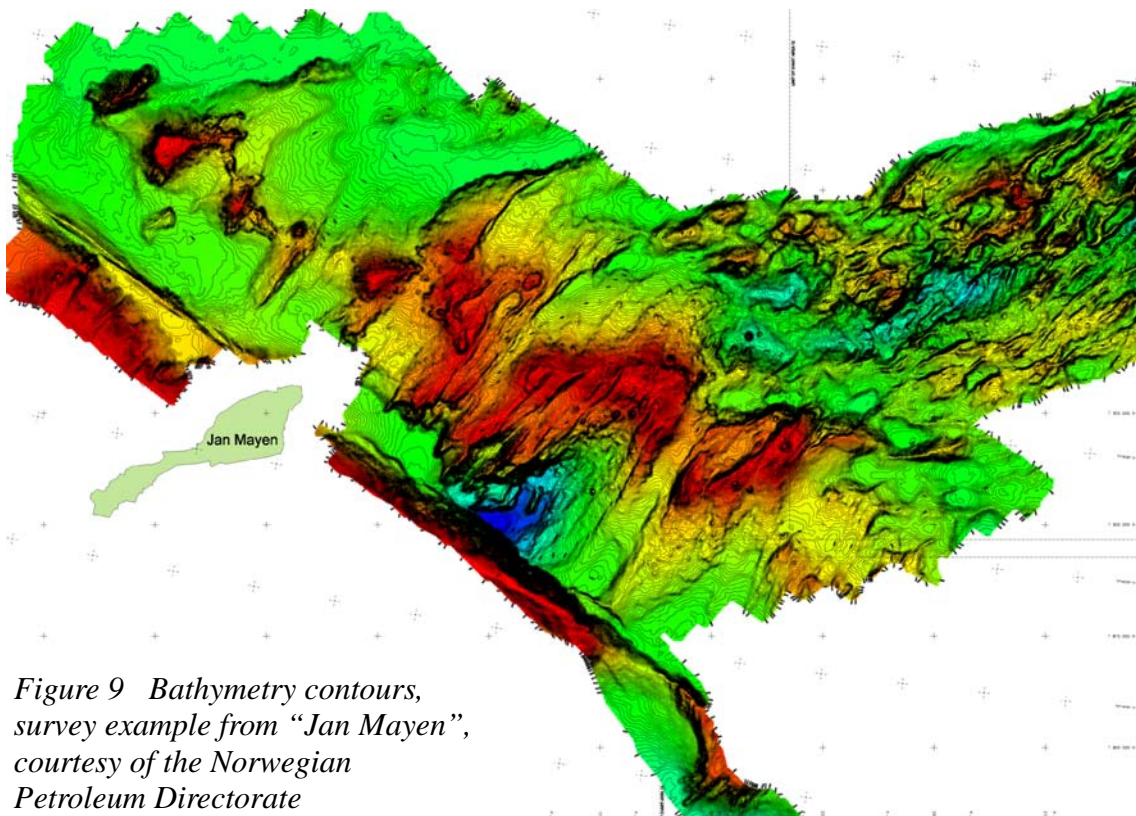 Jan Mayen
Figure 9 Bathymetry contours,
survey example from “Jan Mayen”,
courtesy of the Norwegian
Petroleum Directorate